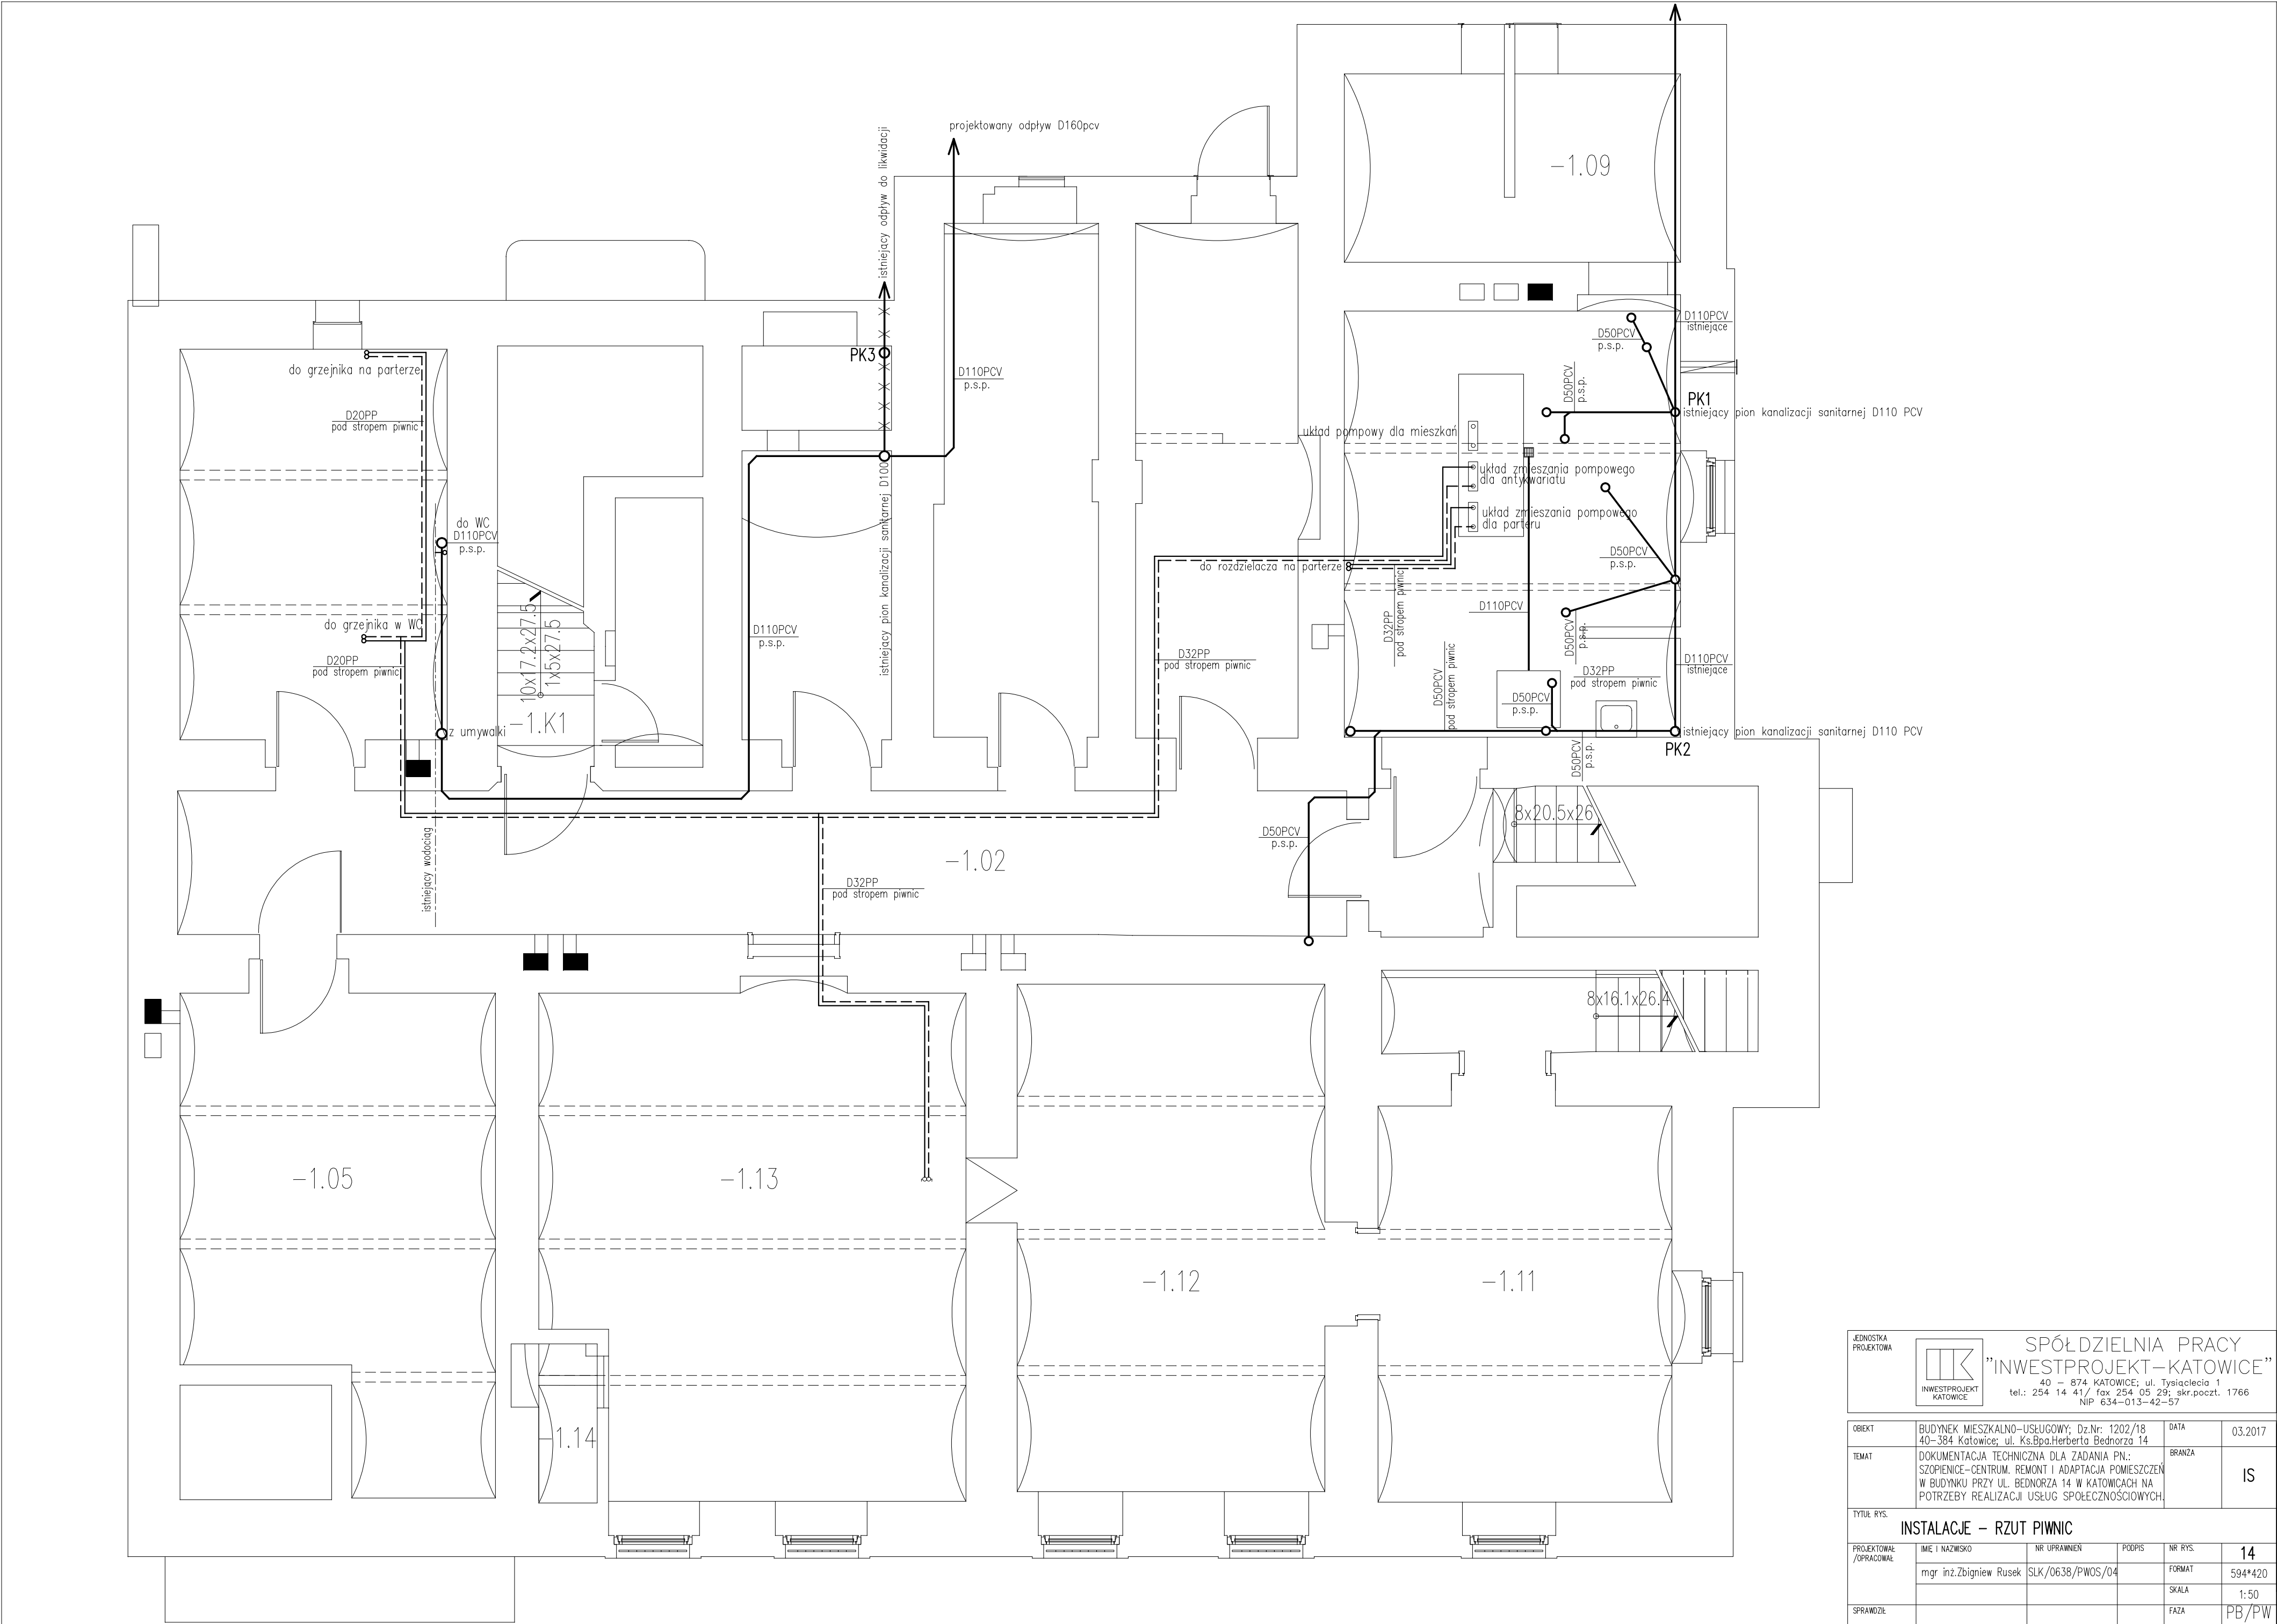 projektowany odpływ D160pcv
istniejący odpływ do likwidacji
-1.09
D110PCV
istniejące
D50PCV
p.s.p.
PK3
do grzejnika na parterze
D110PCV
p.s.p.
D50PCV
p.s.p.
PK1
istniejący pion kanalizacji sanitarnej D110 PCV
D20PP
pod stropem piwnic
układ pompowy dla mieszkań
układ zmieszania pompowego
dla antykwariatu
układ zmieszania pompowego
dla parteru
do WC
D110PCV
p.s.p.
istniejący pion kanalizacji sanitarnej D100
D50PCV
p.s.p.
do rozdzielacza na parterze
D32PP
pod stropem piwnic
D110PCV
do grzejnika w WC
10x17.2x27.5
1x5x27.5
D110PCV
p.s.p.
D50PCV
p.s.p.
D20PP
pod stropem piwnic
D32PP
pod stropem piwnic
D32PP
pod stropem piwnic
D110PCV
istniejące
D50PCV
pod stropem piwnic
D50PCV
p.s.p.
-1.K1
z umywalki
istniejący pion kanalizacji sanitarnej D110 PCV
PK2
D50PCV
p.s.p.
8x20.5x26
D50PCV
p.s.p.
istniejący wodociąg
-1.02
D32PP
pod stropem piwnic
8x16.1x26.4
-1.05
-1.13
-1.12
-1.11
-1.14
JEDNOSTKA
PROJEKTOWA
INWESTPROJEKT
KATOWICE
SPÓŁDZIELNIA PRACY
"INWESTPROJEKT-KATOWICE"
40 - 874 KATOWICE; ul. Tysiąclecia 1
tel.: 254 14 41/ fax 254 05 29; skr.poczt. 1766
NIP 634-013-42-57
OBIEKT
BUDYNEK MIESZKALNO-USŁUGOWY; Dz.Nr: 1202/18
40-384 Katowice; ul. Ks.Bpa.Herberta Bednorza 14
DATA
03.2017
TEMAT
DOKUMENTACJA TECHNICZNA DLA ZADANIA PN.:
SZOPIENICE-CENTRUM. REMONT I ADAPTACJA POMIESZCZEŃ
W BUDYNKU PRZY UL. BEDNORZA 14 W KATOWICACH NA
POTRZEBY REALIZACJI USŁUG SPOŁECZNOŚCIOWYCH.
BRANŻA
IS
TYTUŁ RYS.
INSTALACJE - RZUT PIWNIC
PROJEKTOWAŁ
/OPRACOWAŁ
IMIĘ I NAZWISKO
NR UPRAWNIEŃ
PODPIS
NR RYS.
14
mgr inż.Zbigniew Rusek
SLK/0638/PWOS/04
FORMAT
594*420
SKALA
1:50
SPRAWDZIŁ
FAZA
PB/PW